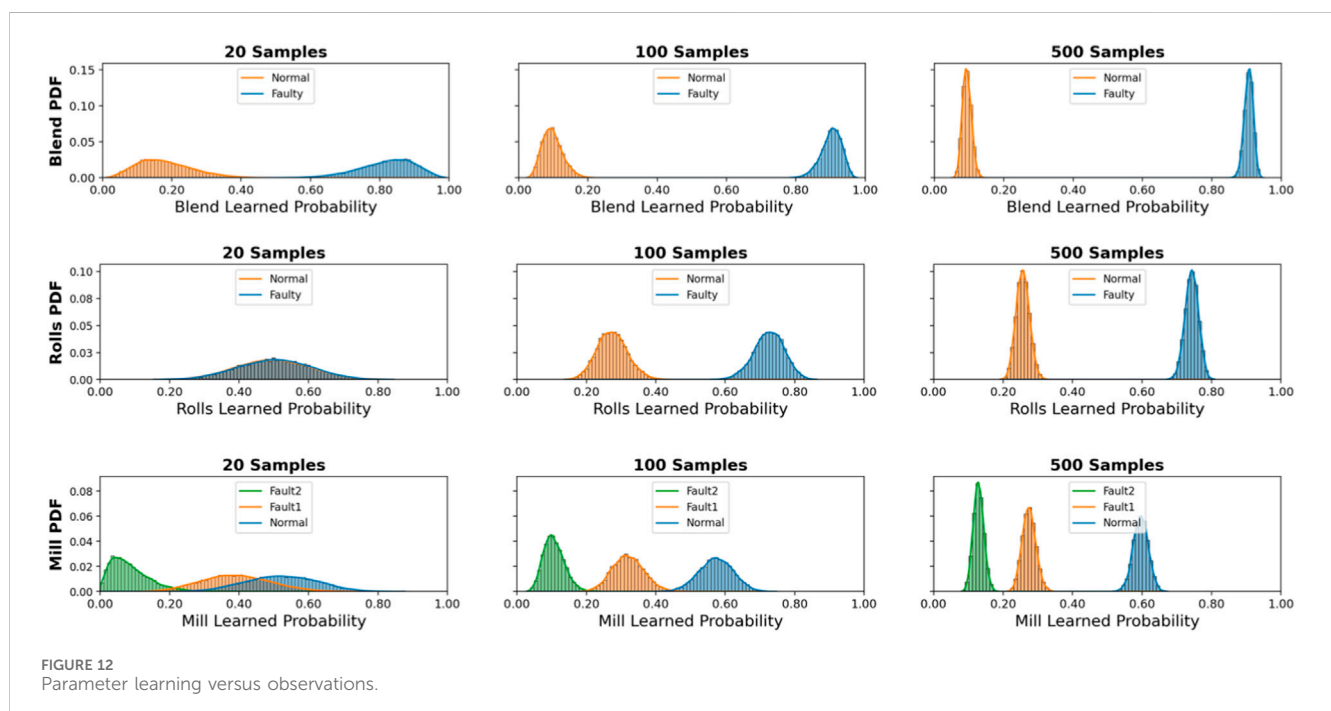 20 Samples
100 Samples
500 Samples
Blend PDF
0.15
0.10
0.05
0.00
Normal
Faulty
Normal
Faulty
Normal
Faulty
0.00 0.20 0.40 0.60 0.80 1.00
0.00 0.20 0.40 0.60 0.80 1.00
0.00 0.20 0.40 0.60 0.80 1.00
Blend Learned Probability
Blend Learned Probability
Blend Learned Probability
20 Samples
100 Samples
500 Samples
Rolls PDF
0.10
0.08
0.05
0.03
0.00
Normal
Faulty
Normal
Faulty
Normal
Faulty
0.00 0.20 0.40 0.60 0.80 1.00
0.00 0.20 0.40 0.60 0.80 1.00
0.00 0.20 0.40 0.60 0.80 1.00
Rolls Learned Probability
Rolls Learned Probability
Rolls Learned Probability
20 Samples
100 Samples
500 Samples
Mill PDF
0.08
0.06
0.04
0.02
0.00
Fault2
Fault1
Normal
Fault2
Fault1
Normal
Fault2
Fault1
Normal
0.00 0.20 0.40 0.60 0.80 1.00
0.00 0.20 0.40 0.60 0.80 1.00
0.00 0.20 0.40 0.60 0.80 1.00
Mill Learned Probability
Mill Learned Probability
Mill Learned Probability
FIGURE 12
Parameter learning versus observations.